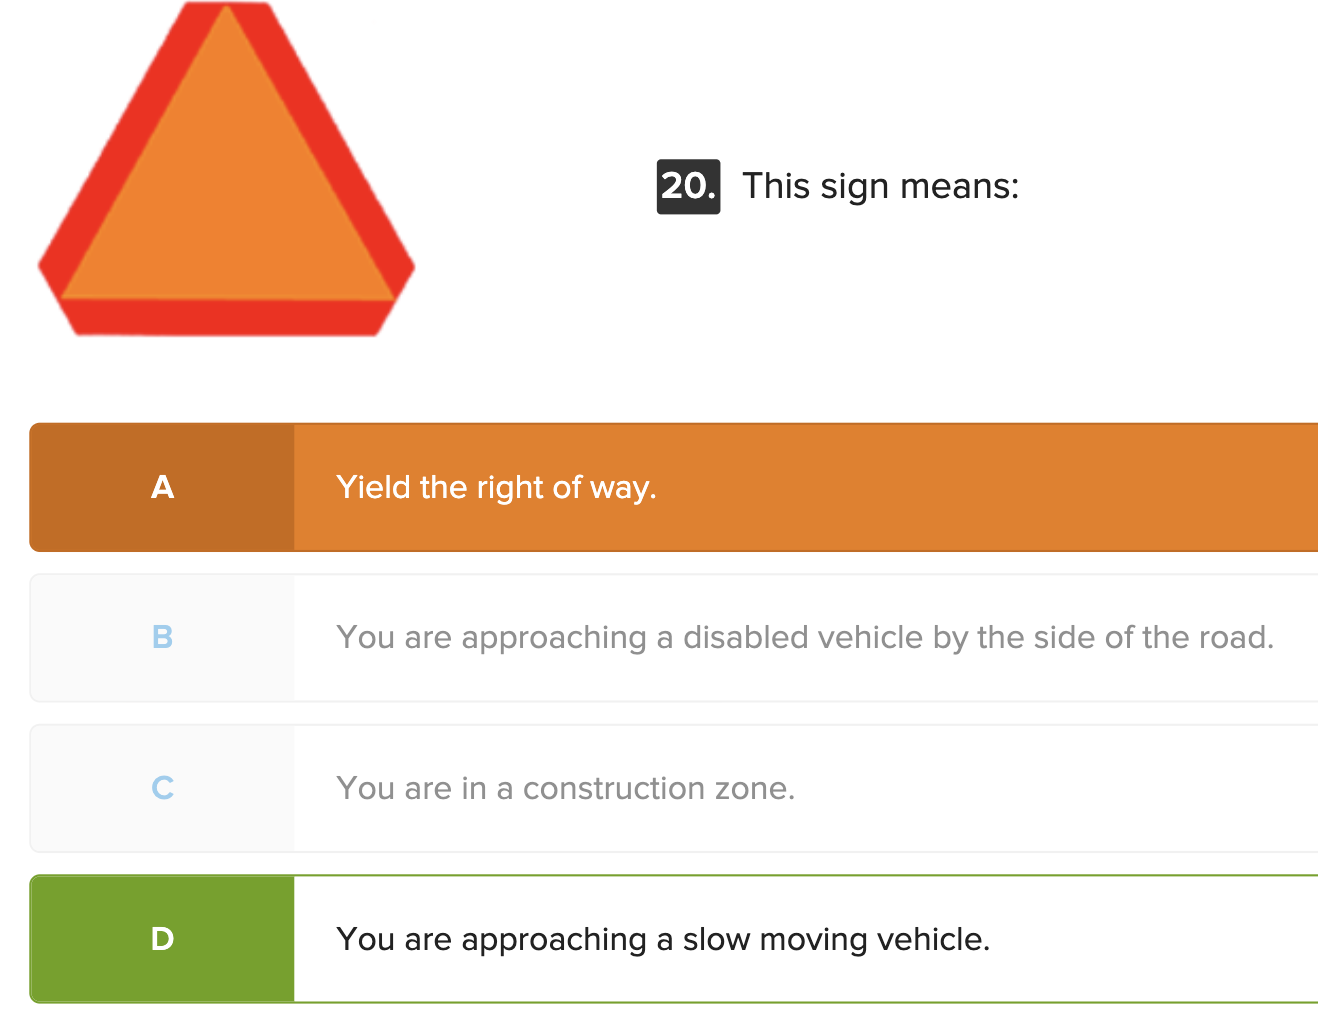 20. This sign means:
A Yield the right of way.
B You are approaching a disabled vehicle by the side of the road.
C You are in a construction zone.
D You are approaching a slow moving vehicle.